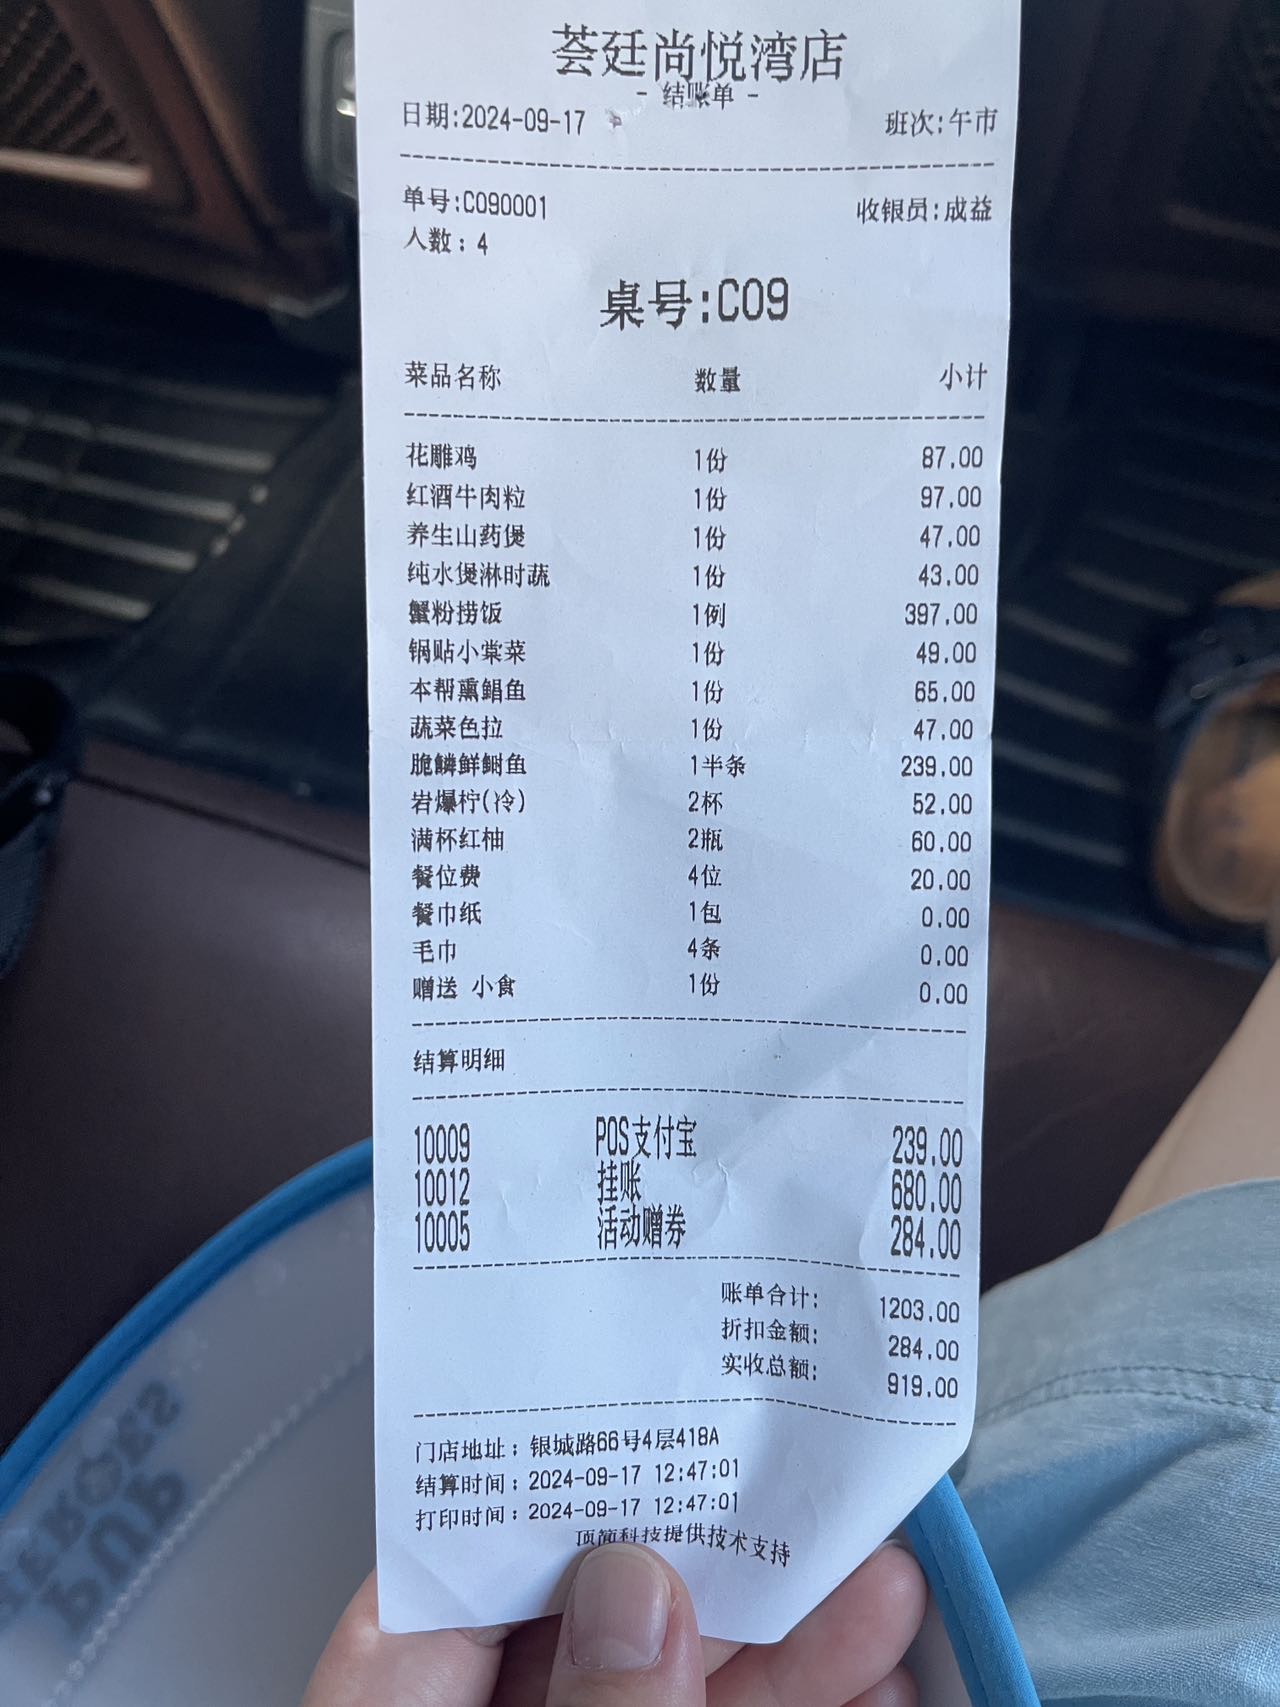 荟廷尚悦湾店
- 结账单 -
日期:2024-09-17 班次:午市
单号:C090001 收银员:成益
人数: 4
桌号:C09
菜品名称 数量 小计
花雕鸡 1份 87.00
红酒牛肉粒 1份 97.00
养生山药煲 1份 47.00
纯水煲淋时蔬 1份 43.00
蟹粉捞饭 1例 397.00
锅贴小棠菜 1份 49.00
本帮熏鲳鱼 1份 65.00
蔬菜色拉 1份 47.00
脆鳞鲜鲥鱼 1半条 239.00
岩爆柠(冷) 2杯 52.00
满杯红柚 2瓶 60.00
餐位费 4位 20.00
餐巾纸 1包 0.00
毛巾 4条 0.00
赠送 小食 1份 0.00
结算明细
10009 POS支付宝 239.00
10012 挂账 680.00
10005 活动赠券 284.00
账单合计: 1203.00
折扣金额: 284.00
实收总额: 919.00
门店地址: 银城路66号4层418A
结算时间: 2024-09-17 12:47:01
打印时间: 2024-09-17 12:47:01
顶简科技提供技术支持